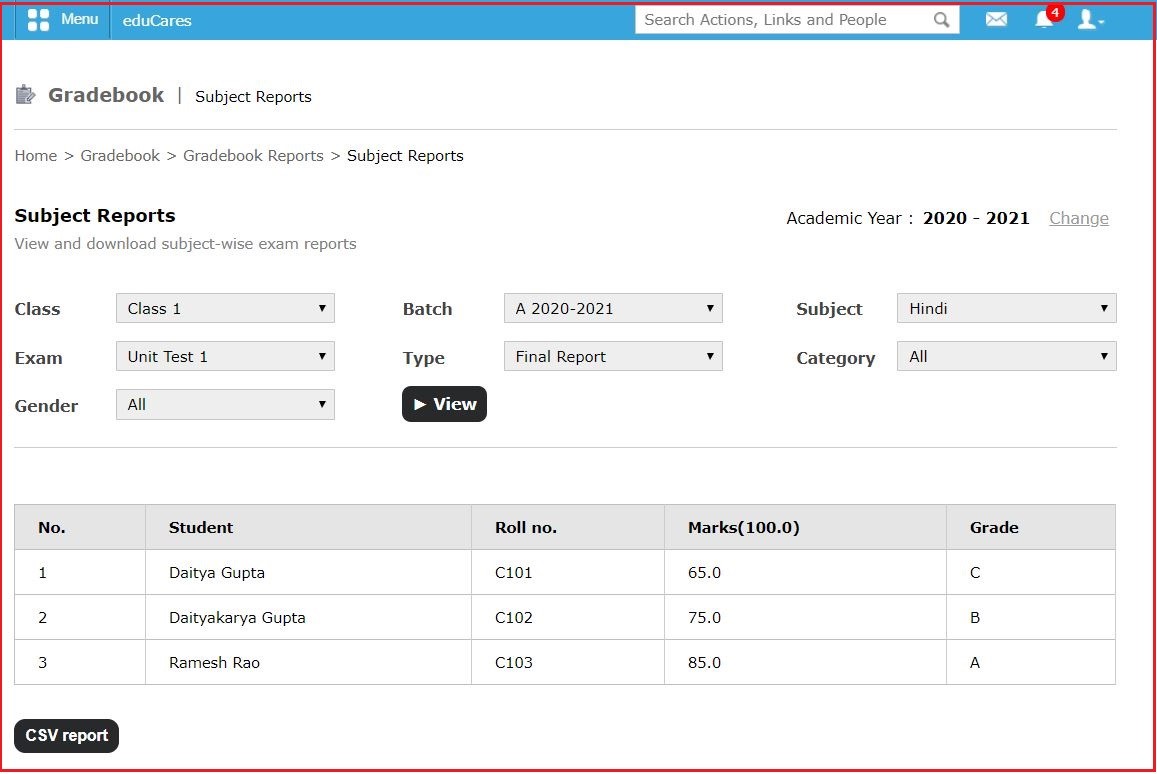 Menu eduCares Search Actions, Links and People 4
Gradebook | Subject Reports
Home > Gradebook > Gradebook Reports > Subject Reports
Subject Reports Academic Year : 2020 - 2021 Change
View and download subject-wise exam reports
Class Class 1 Batch A 2020-2021 Subject Hindi
Exam Unit Test 1 Type Final Report Category All
Gender All View
No. Student Roll no. Marks(100.0) Grade
1 Daitya Gupta C101 65.0 C
2 Daityakarya Gupta C102 75.0 B
3 Ramesh Rao C103 85.0 A
CSV report